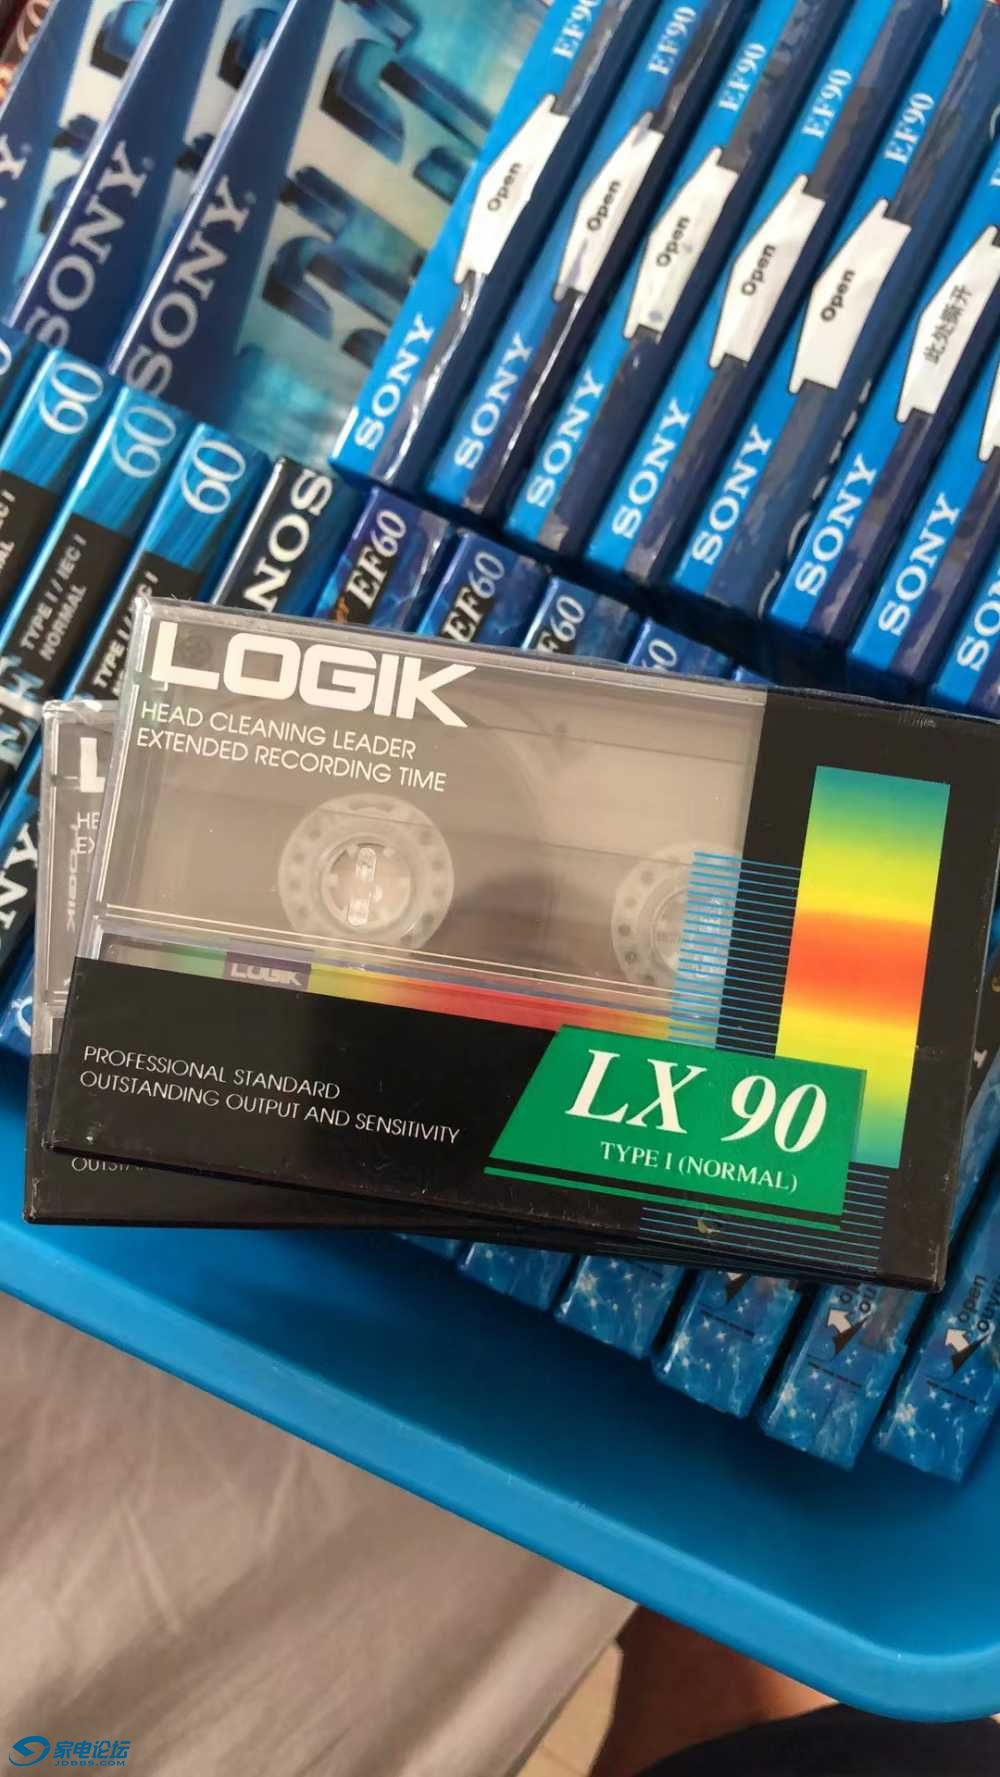 EF90
EF90
EF90
EF90
EF90
Open
Open
Open
Open
Open
此处撕开
SONY
SONY
SONY
SONY
SONY
SONY
SONY
SONY
SONY
60
60
60
TYPE I / IEC I
NORMAL
TYPE I
SONY
EF60
EF60
EF60
60
LOGIK
HEAD CLEANING LEADER
EXTENDED RECORDING TIME
LOGIK
PROFESSIONAL STANDARD
OUTSTANDING OUTPUT AND SENSITIVITY
LX 90
TYPE I (NORMAL)
open
家电论坛
JDBBS.COM